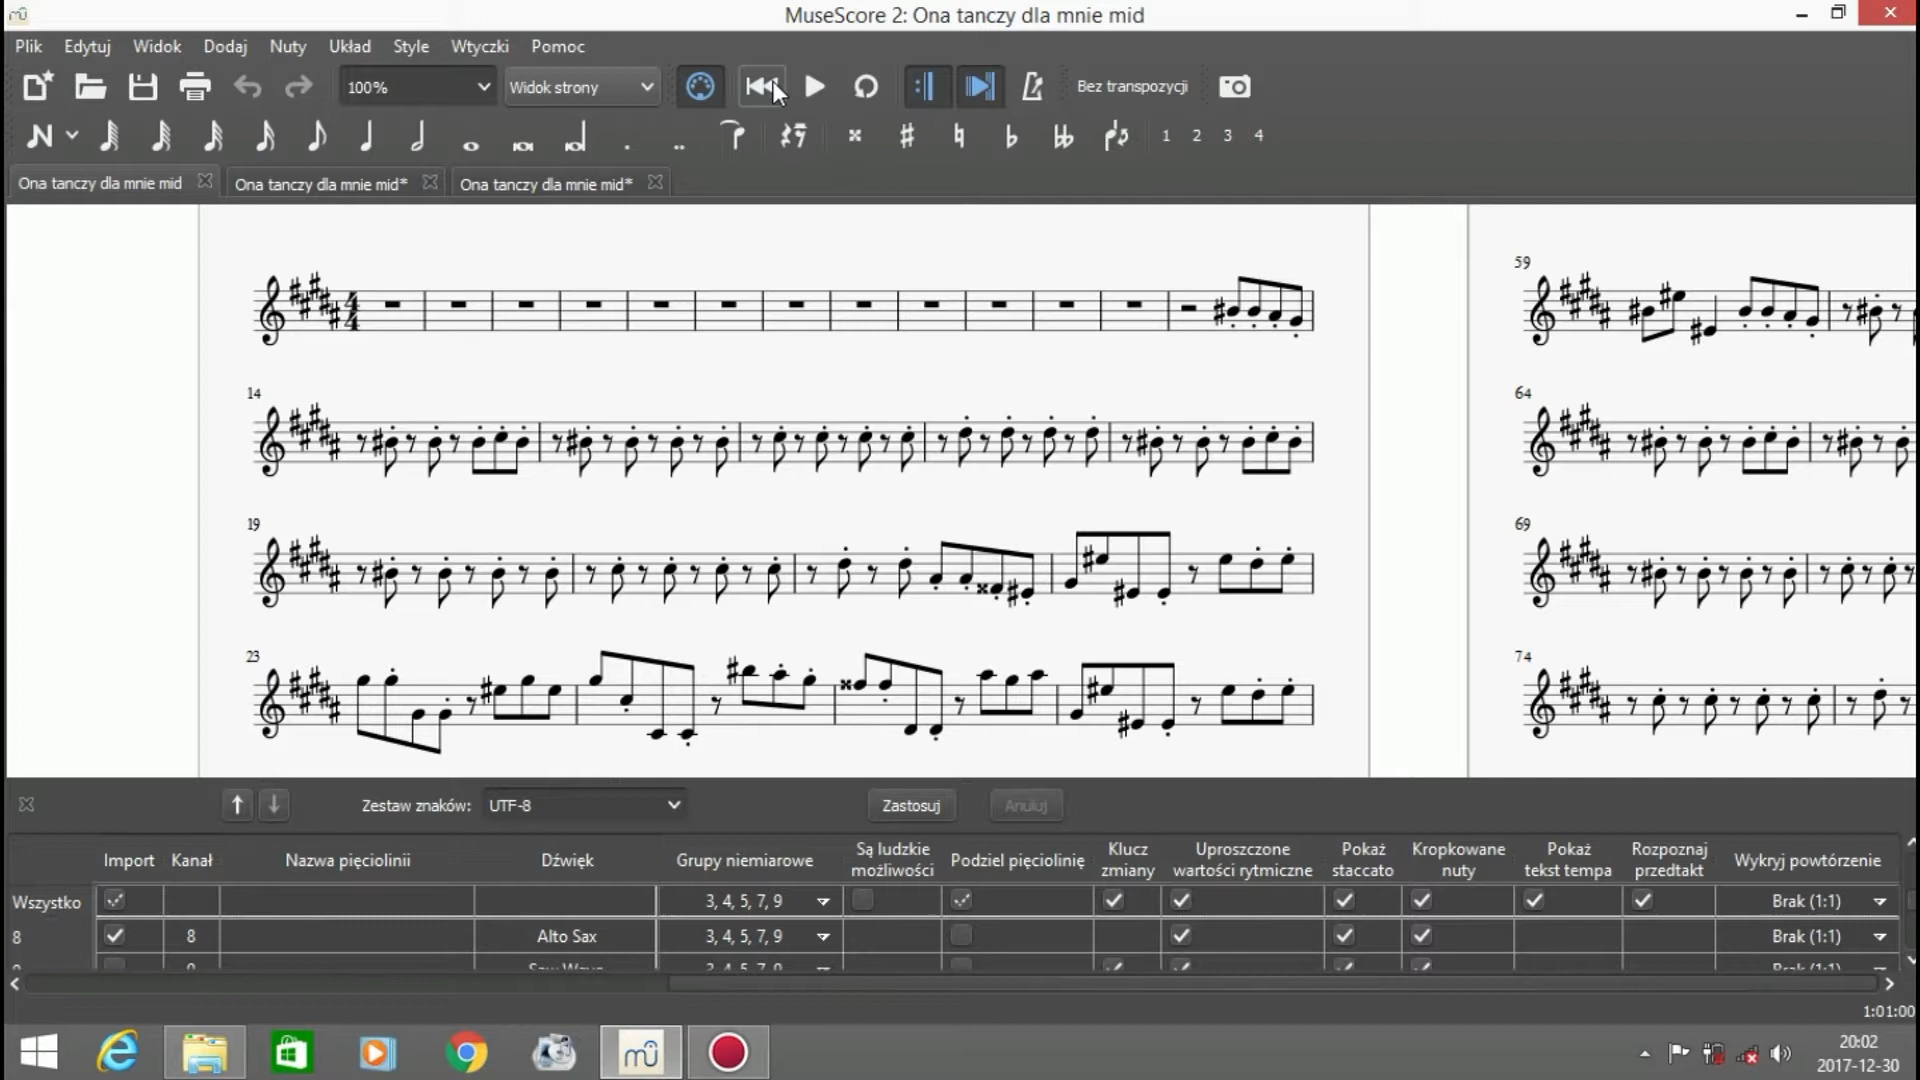 MuseScore 2: Ona tanczy dla mnie mid
Plik Edytuj Widok Dodaj Nuty Układ Style Wtyczki Pomoc
100% Widok strony Bez transpozycji
1 2 3 4
Ona tanczy dla mnie mid Ona tanczy dla mnie mid* Ona tanczy dla mnie mid*
59
14 64
19 69
23 74
Zestaw znaków: UTF-8 Zastosuj Anuluj
Import Kanał Nazwa pięciolinii Dźwięk Grupy niemiarowe Są ludzkie możliwości Podziel pięciolinię Klucz zmiany Uproszczone wartości rytmiczne Pokaż staccato Kropkowane nuty Pokaż tekst tempa Rozpoznaj przedtakt Wykryj powtórzenie
Wszystko 3, 4, 5, 7, 9 Brak (1:1)
8 8 Alto Sax 3, 4, 5, 7, 9 Brak (1:1)
1:01:00
20:02
2017-12-30